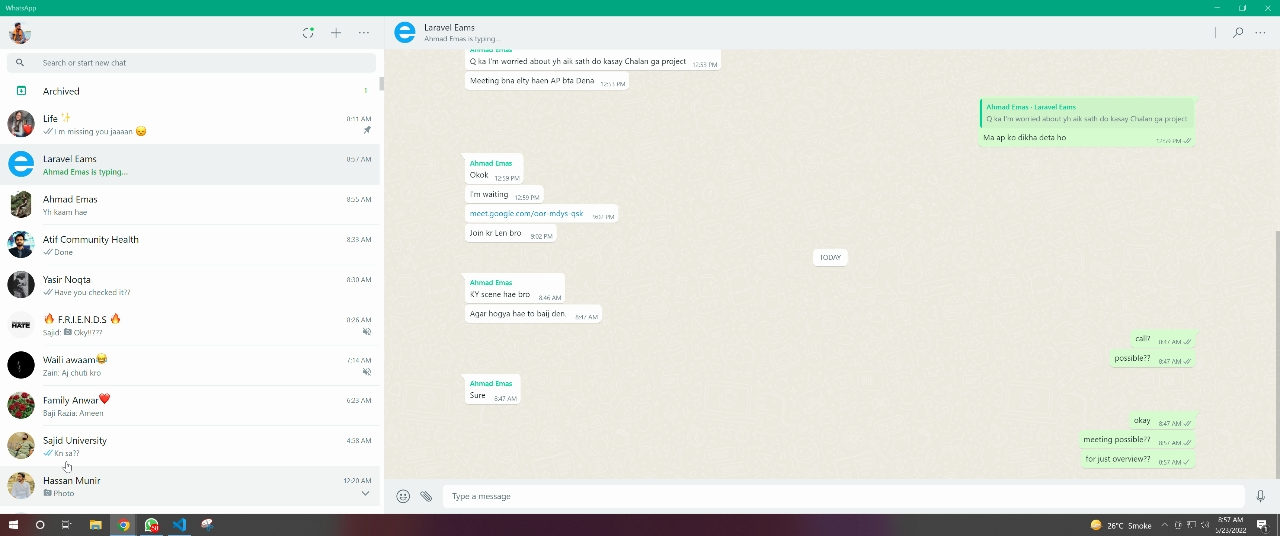 WhatsApp
Search or start new chat
Archived
1
Life ✨
8:11 AM
I'm missing you jaaaan 😔
Laravel Eams
8:57 AM
Ahmad Emas is typing...
Ahmad Emas
8:55 AM
Yh kaam hae
Atif Community Health
8:33 AM
Done
Yasir Noqta
8:30 AM
Have you checked it??
🔥 F.R.I.E.N.D.S 🔥
8:26 AM
Sajid: Oky!!???
Waili awaam😂
7:14 AM
Zain: Aj chuti kro
Family Anwar❤
6:23 AM
Baji Razia: Ameen
Sajid University
4:58 AM
Kn sa??
Hassan Munir
12:20 AM
Photo
Laravel Eams
Ahmad Emas is typing...
Ahmad Emas
Q ka I'm worried about yh aik sath do kasay Chalan ga project 12:53 PM
Meeting bna elty haen AP bta Dena 12:53 PM
Ahmad Emas - Laravel Eams
Q ka I'm worried about yh aik sath do kasay Chalan ga project
Ma ap ko dikha deta ho 12:59 PM
Ahmad Emas
Okok 12:59 PM
I'm waiting 12:59 PM
meet.google.com/oor-mdys-qsk
Join kr Len bro 9:02 PM
TODAY
Ahmad Emas
KY scene hae bro 8:46 AM
Agar hogya hae to baij den. 8:47 AM
call? 8:47 AM
possible?? 8:47 AM
Ahmad Emas
Sure 8:47 AM
okay 8:47 AM
meeting possible?? 8:57 AM
for just overview?? 8:57 AM
Type a message
26°C Smoke
8:57 AM
5/23/2022